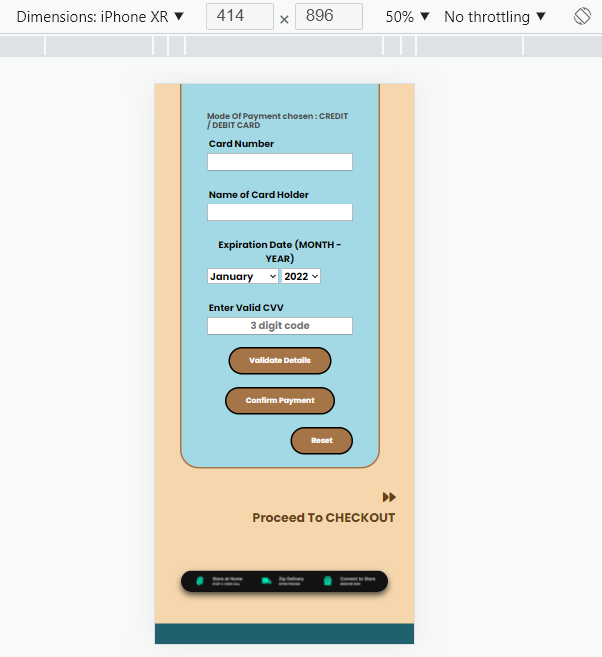 Dimensions: iPhone XR ▼ 414 × 896 50% ▼ No throttling ▼
Mode Of Payment chosen : CREDIT
/ DEBIT CARD
Card Number
Name of Card Holder
Expiration Date (MONTH -
YEAR)
January 2022
Enter Valid CVV
3 digit code
Validate Details
Confirm Payment
Reset
Proceed To CHECKOUT
Store at Home Zip Delivery Connect to Store